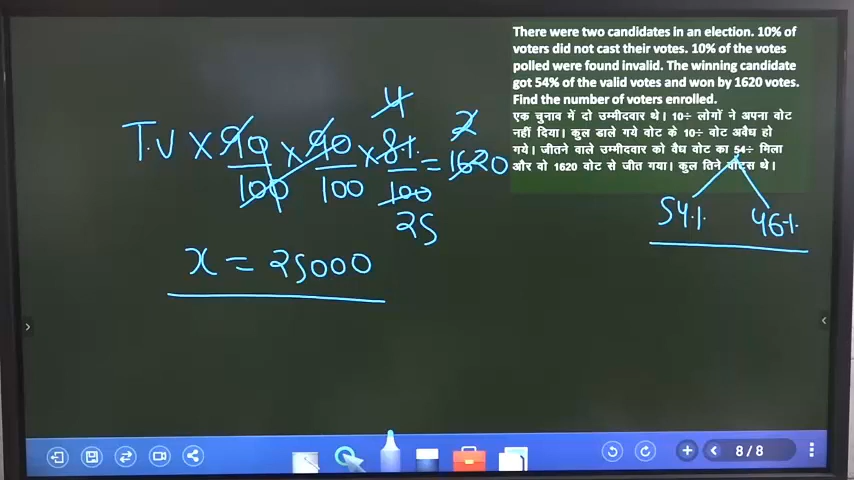 There were two candidates in an election. 10% of
voters did not cast their votes. 10% of the votes
polled were found invalid. The winning candidate
got 54% of the valid votes and won by 1620 votes.
Find the number of voters enrolled.
एक चुनाव में दो उम्मीदवार थे। 10÷ लोगों ने अपना वोट
नहीं दिया। कुल डाले गये वोट के 10÷ वोट अवैध हो
गये। जीतने वाले उम्मीदवार को वैध वोट का 54÷ मिला
और वो 1620 वोट से जीत गया। कुल तिने वोटस थे।
54% 46%
4 2
T.V × 90/100 × 90/100 × 8%/100 = 1620
25
x = 25000
8 / 8